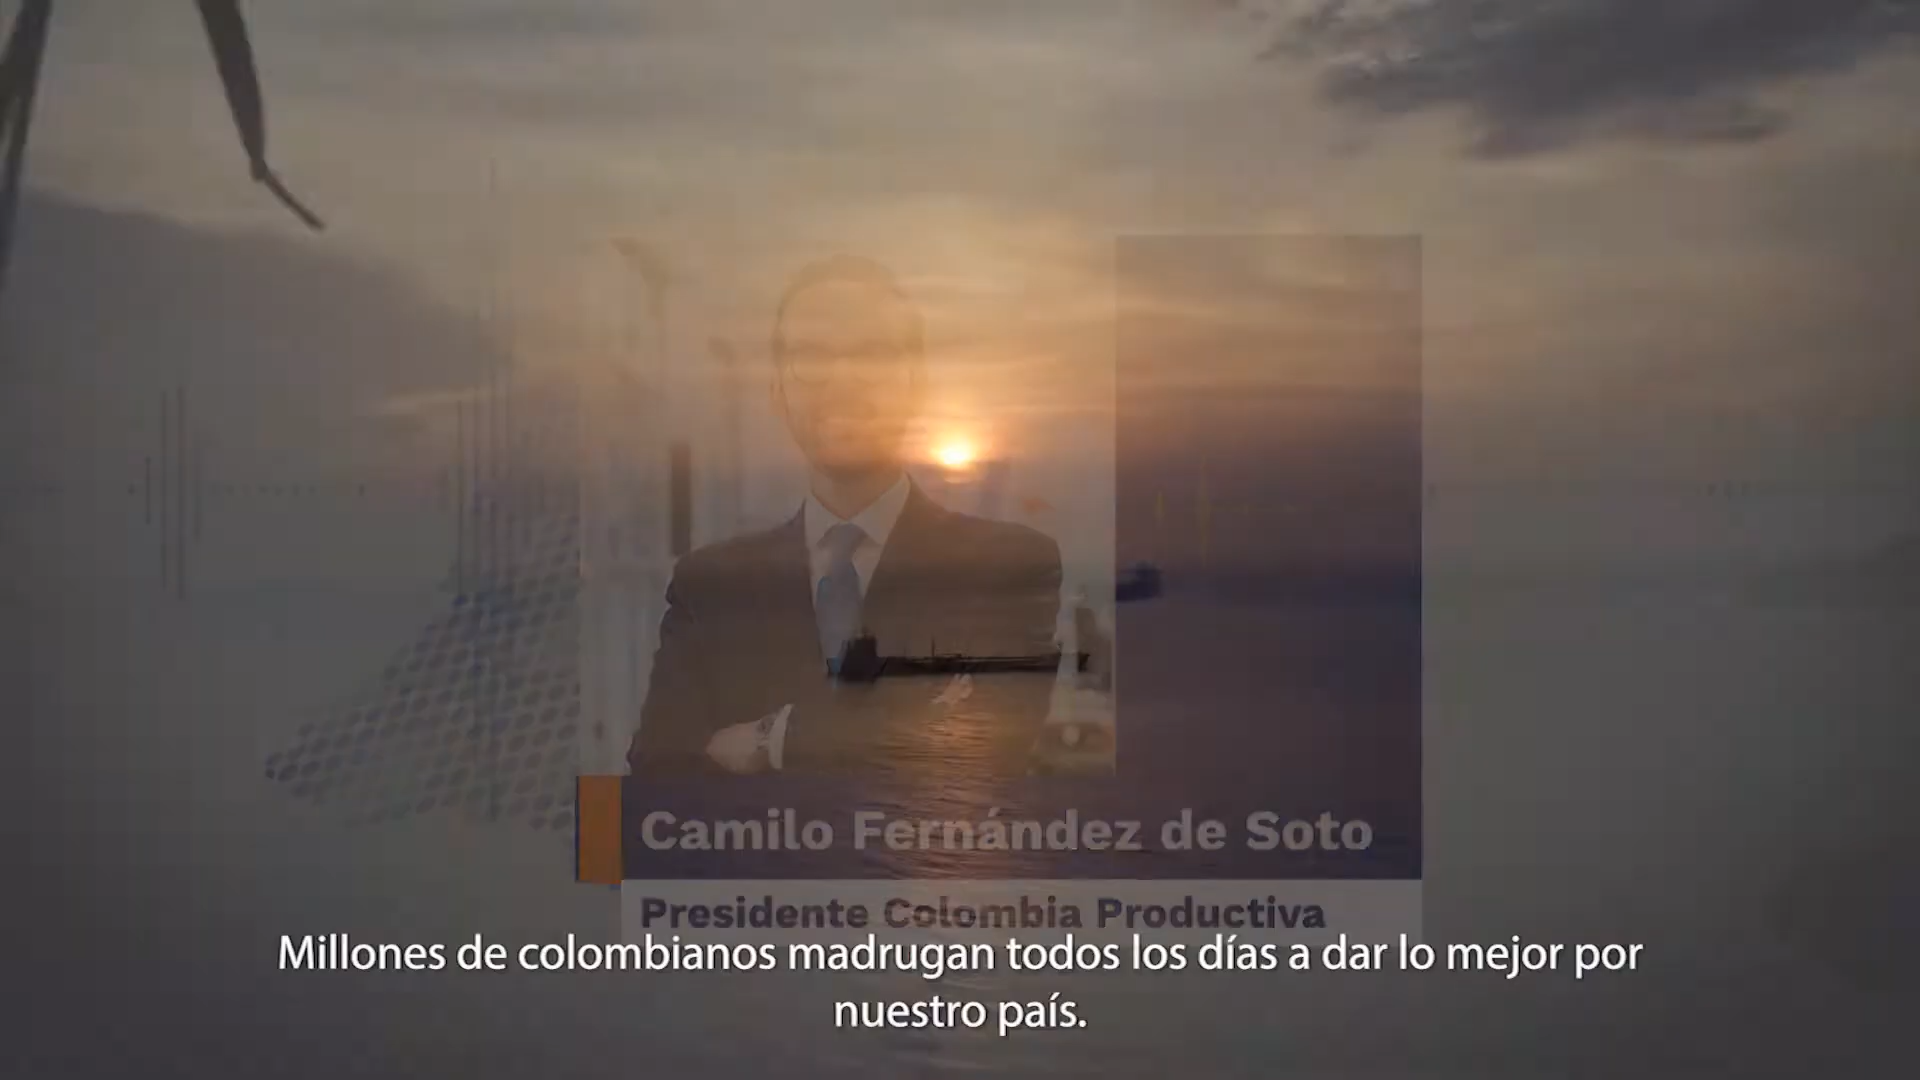 Camilo Fernández de Soto
Presidente Colombia Productiva
Millones de colombianos madrugan todos los días a dar lo mejor por
nuestro país.